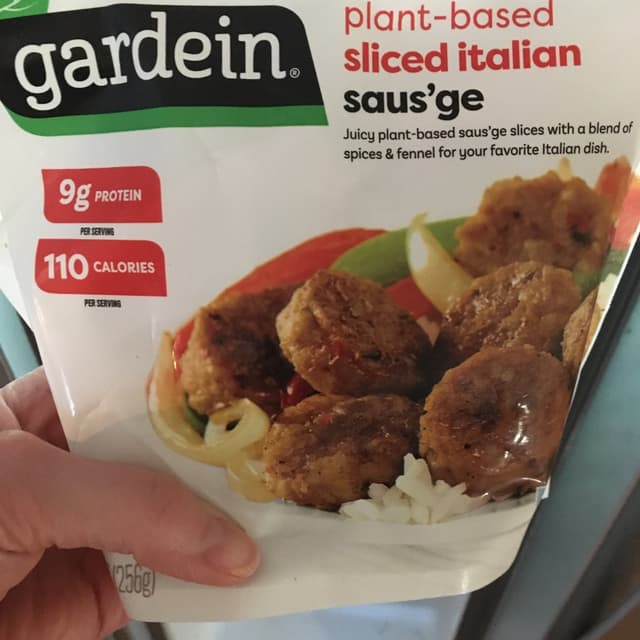 gardein®
plant-based
sliced italian
saus'ge
Juicy plant-based saus'ge slices with a blend of
spices & fennel for your favorite Italian dish.
9g PROTEIN
PER SERVING
110 CALORIES
PER SERVING
(256g)